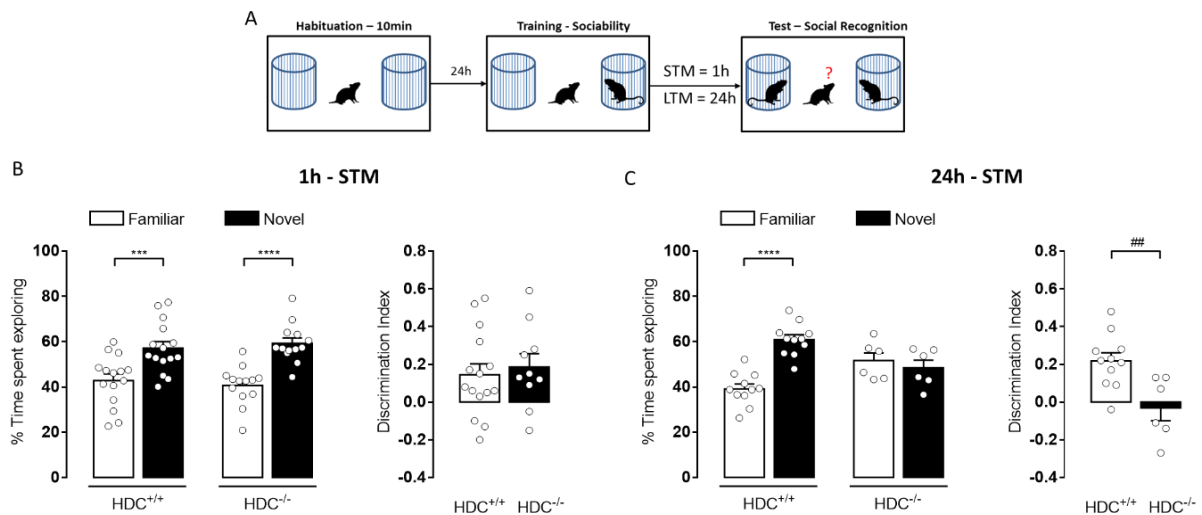 A
Habituation – 10min
Training - Sociability
Test – Social Recognition
24h
STM = 1h
LTM = 24h
?
B
1h - STM
Familiar
Novel
% Time spent exploring
100
80
60
40
20
0
***
****
HDC+/+
HDC-/-
Discrimination Index
0.8
0.6
0.4
0.2
0.0
-0.2
-0.4
HDC+/+
HDC-/-
C
24h - STM
Familiar
Novel
% Time spent exploring
100
80
60
40
20
0
****
HDC+/+
HDC-/-
Discrimination Index
0.8
0.6
0.4
0.2
0.0
-0.2
-0.4
##
HDC+/+
HDC-/-